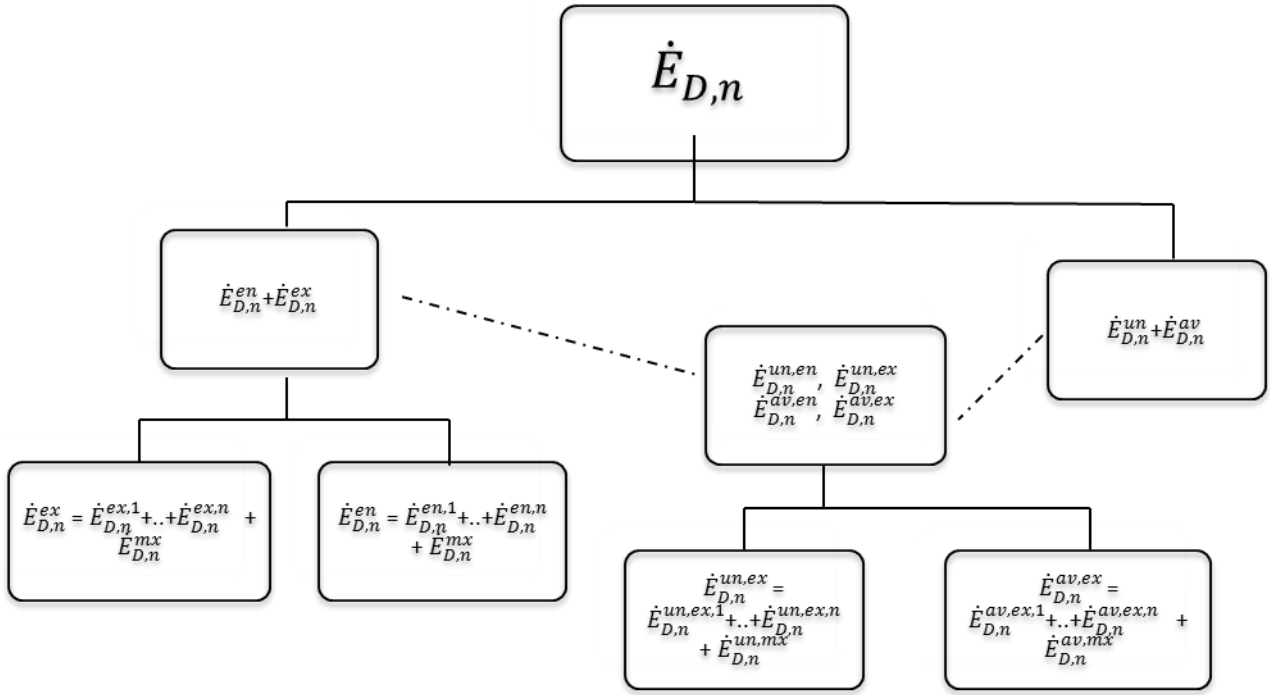 Ė_{D,n}
Ė_{D,n}^{en}+Ė_{D,n}^{ex}
Ė_{D,n}^{un}+Ė_{D,n}^{av}
Ė_{D,n}^{un,en} , Ė_{D,n}^{un,ex}
Ė_{D,n}^{av,en} , Ė_{D,n}^{av,ex}
Ė_{D,n}^{ex} = Ė_{D,n}^{ex,1}+..+Ė_{D,n}^{ex,n} +
Ė_{D,n}^{mx}
Ė_{D,n}^{en} = Ė_{D,n}^{en,1}+..+Ė_{D,n}^{en,n}
+ Ė_{D,n}^{mx}
Ė_{D,n}^{un,ex} =
Ė_{D,n}^{un,ex,1}+..+Ė_{D,n}^{un,ex,n}
+ Ė_{D,n}^{un,mx}
Ė_{D,n}^{av,ex} =
Ė_{D,n}^{av,ex,1}+..+Ė_{D,n}^{av,ex,n} +
Ė_{D,n}^{av,mx}